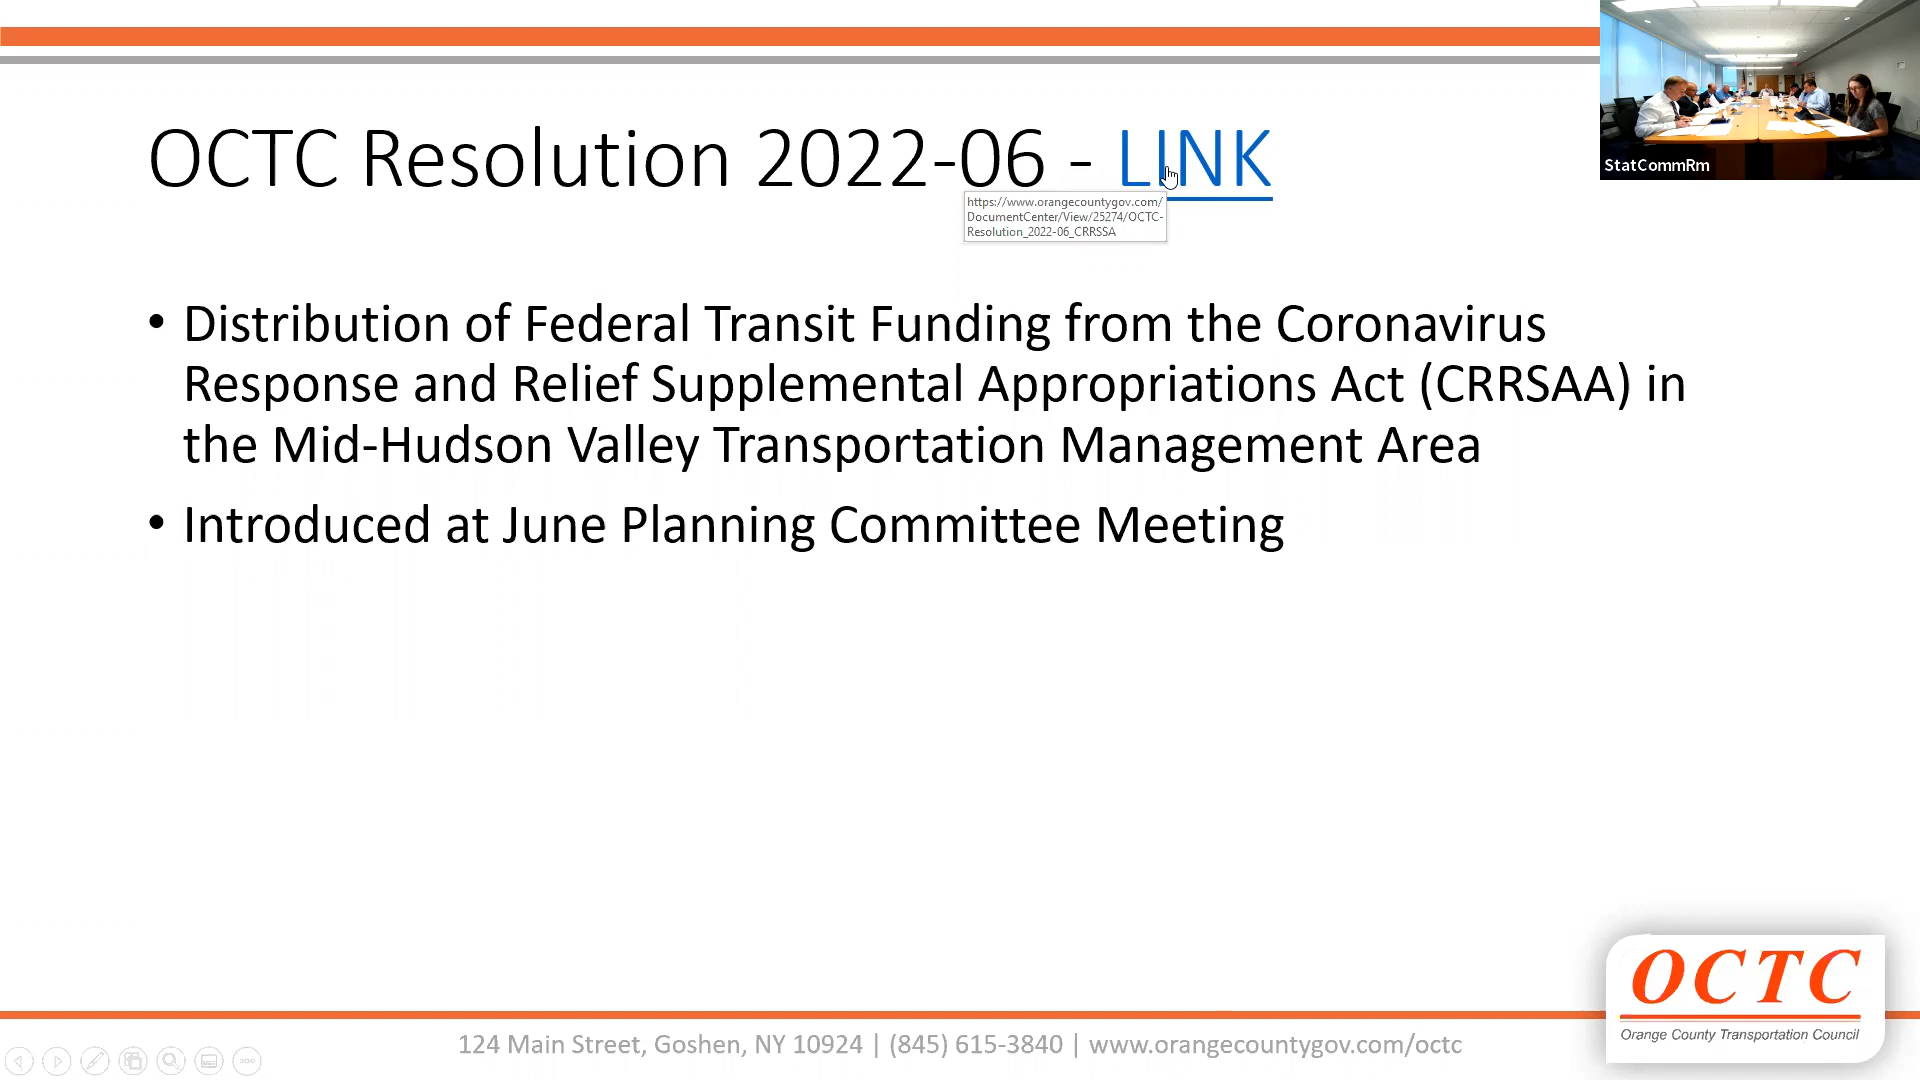 OCTC Resolution 2022-06 - LINK
StatCommRm
https://www.orangecountygov.com/
DocumentCenter/View/25274/OCTC-
Resolution_2022-06_CRRSSA
• Distribution of Federal Transit Funding from the Coronavirus
Response and Relief Supplemental Appropriations Act (CRRSAA) in
the Mid-Hudson Valley Transportation Management Area
• Introduced at June Planning Committee Meeting
OCTC
Orange County Transportation Council
124 Main Street, Goshen, NY 10924 | (845) 615-3840 | www.orangecountygov.com/octc